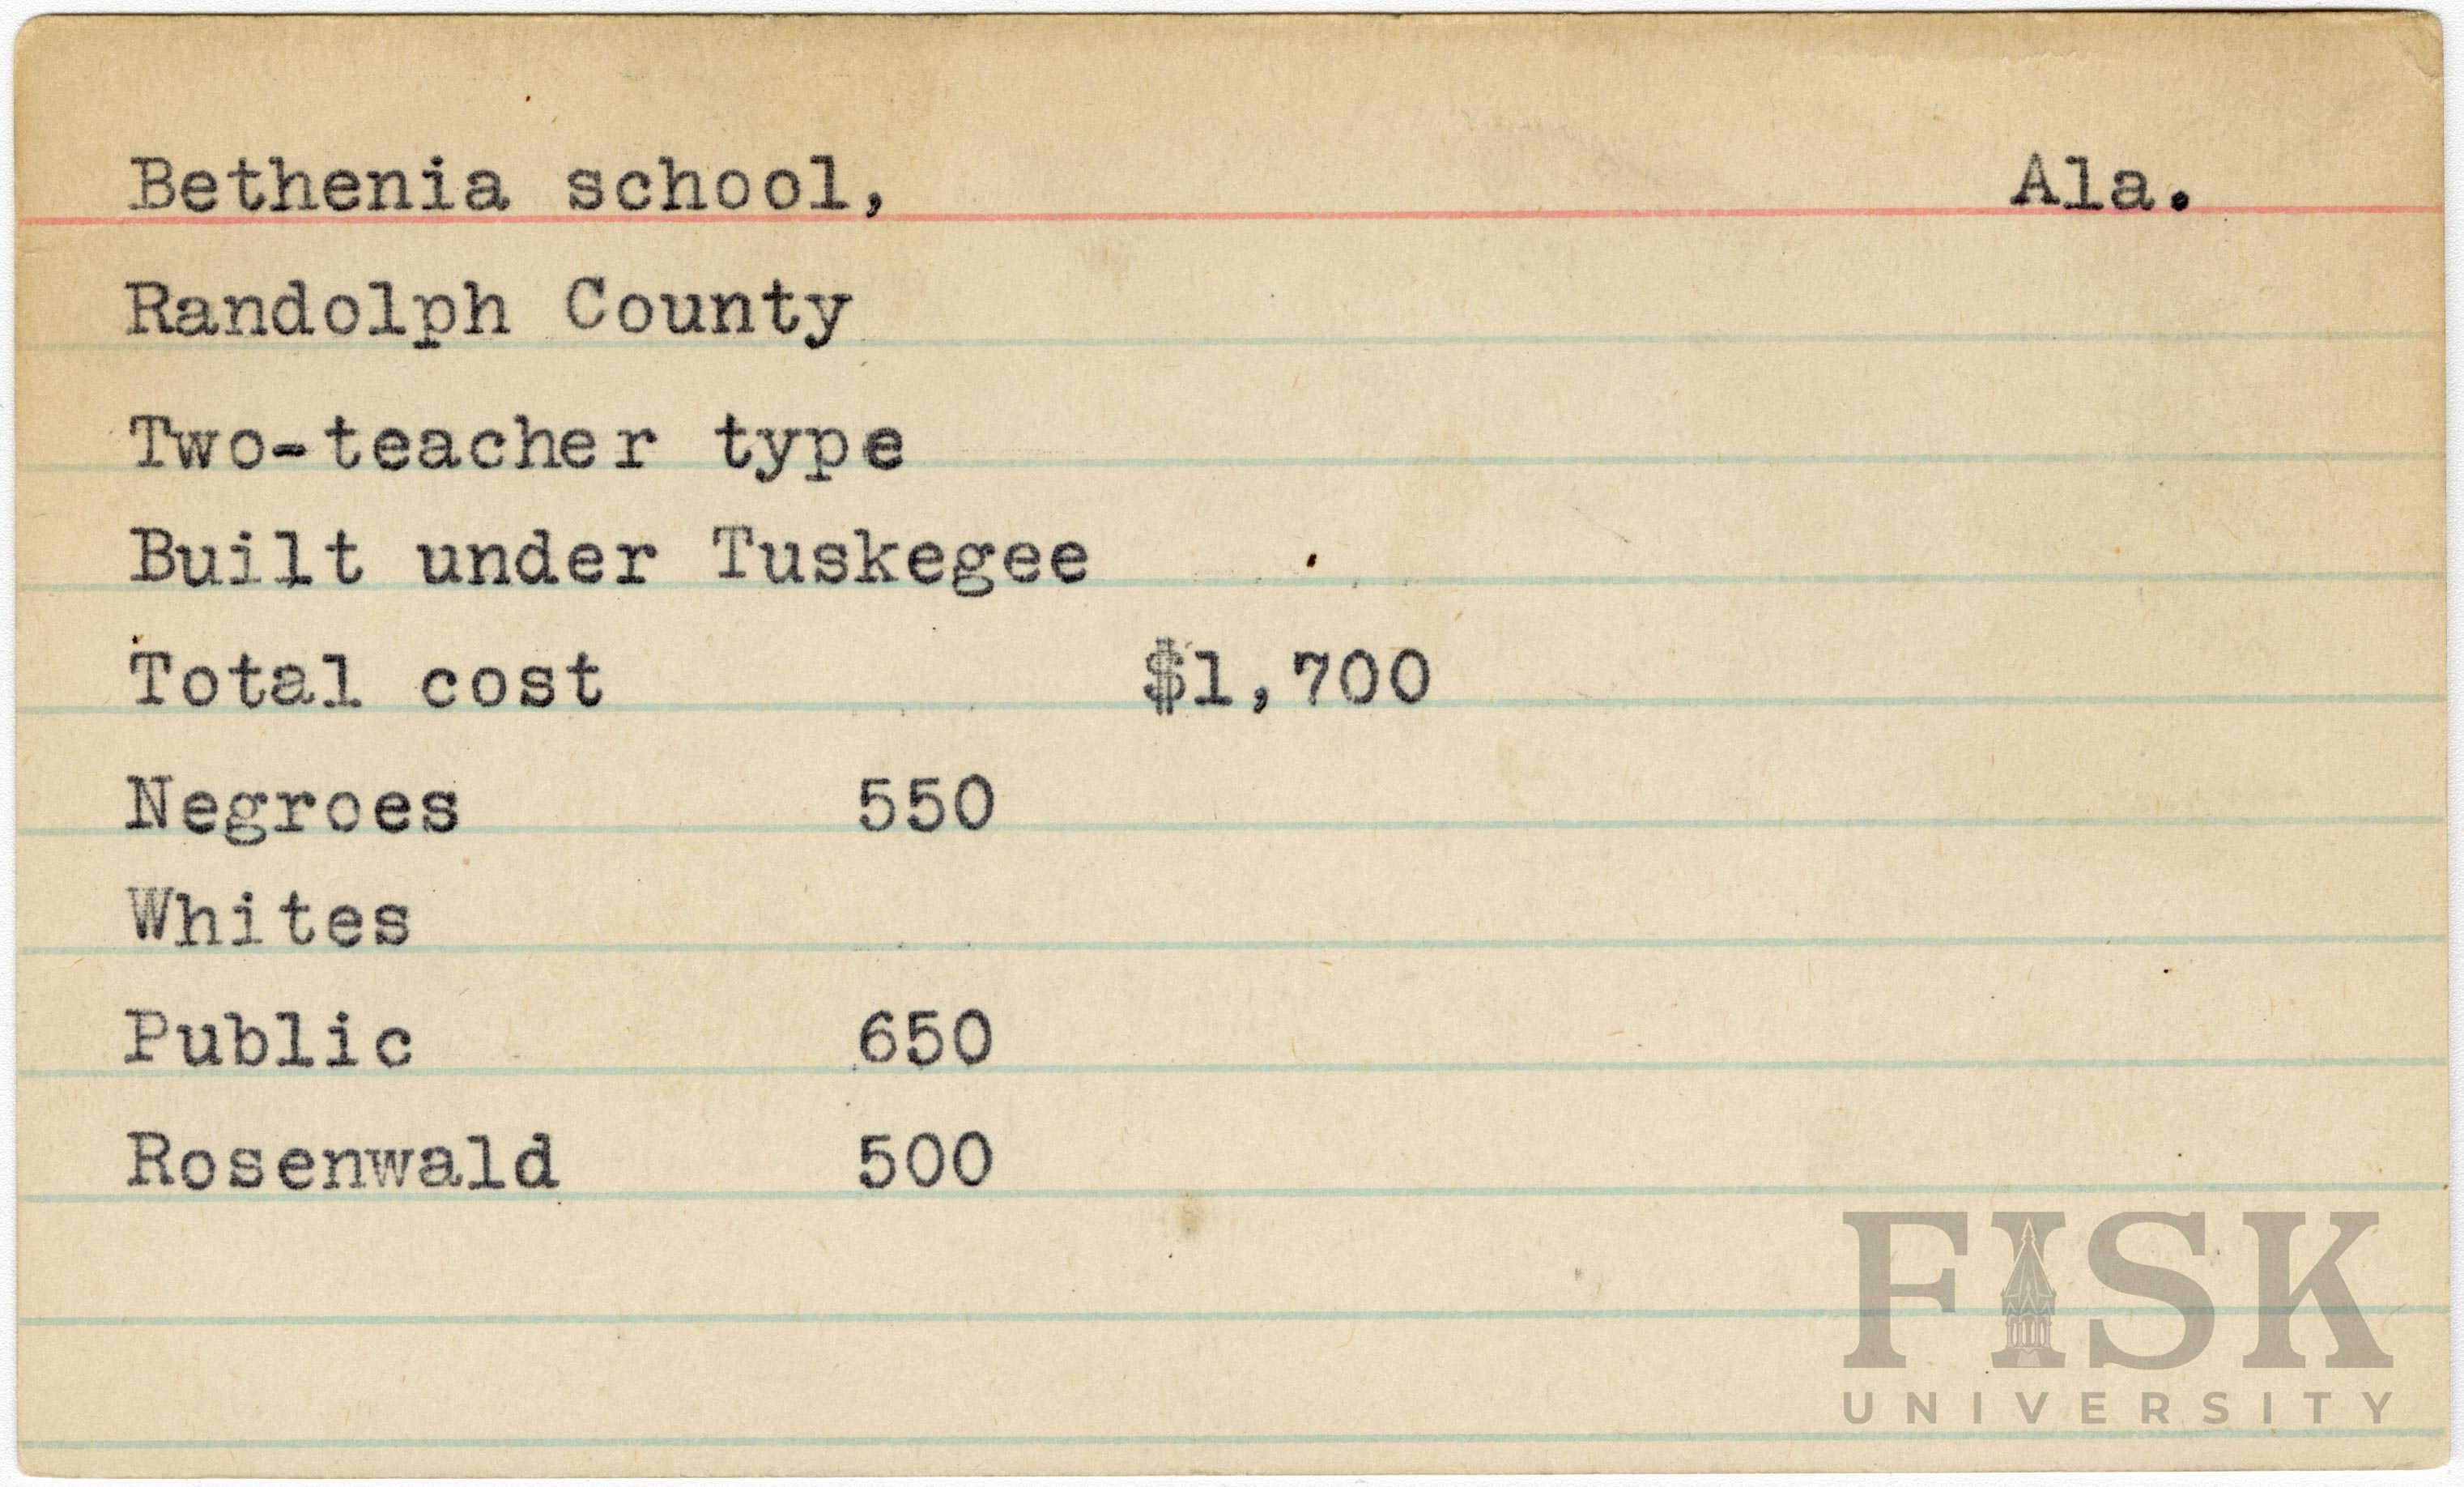 Bethenia school, Ala.
Randolph County
Two-teacher type
Built under Tuskegee
Total cost $1,700
Negroes 550
Whites
Public 650
Rosenwald 500
FISK
UNIVERSITY